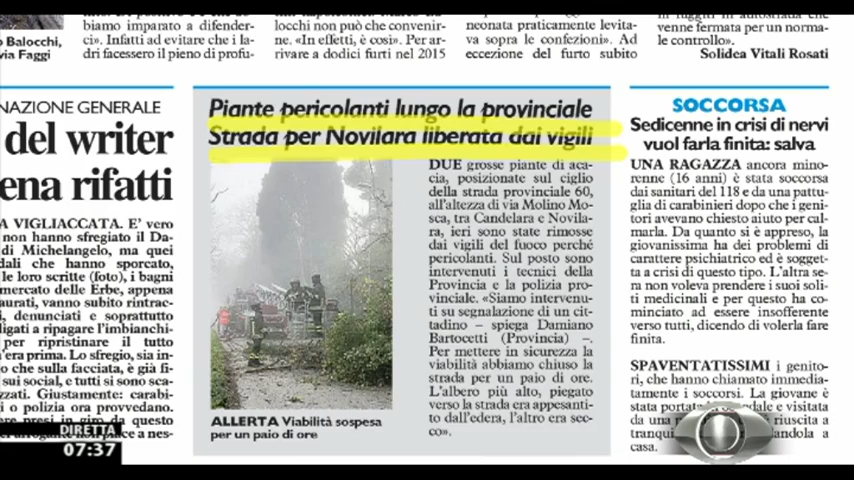 o Balocchi,
via Faggi
biamo imparato a difender-
ci». Infatti ad evitare che i la-
dri facessero il pieno di profu-
locchi non può che convenir-
ne. «In effetti, è così». Per ar-
rivare a dodici furti nel 2015
neonata praticamente levita-
va sopra le confezioni». Ad
eccezione del furto subito
venne fermata per un norma-
le controllo».
Solidea Vitali Rosati
NAZIONE GENERALE
del writer
ena rifatti
A VIGLIACCATA. E' vero
non hanno sfregiato il Da-
di Michelangelo, ma quei
dali che hanno sporcato,
le loro scritte (foto), i bagni
mercato delle Erbe, appena
aurati, vanno subito rintrac-
, denunciati e soprattutto
ligati a ripagare l'imbianchi-
per ripristinare il tutto
'era prima. Lo sfregio, sia in-
che sulla facciata, è già fi-
sui social, e tutti si sono sca-
Giustamente: carabi-
o polizia ora provvedano.
Piante pericolanti lungo la provinciale
Strada per Novilara liberata dai vigili
ALLERTA Viabilità sospesa
per un paio di ore
DUE grosse piante di aca-
cia, posizionate sul ciglio
della strada provinciale 60,
all'altezza di via Molino Mo-
sca, tra Candelara e Novila-
ra, ieri sono state rimosse
dai vigili del fuoco perché
pericolanti. Sul posto sono
intervenuti i tecnici della
Provincia e la polizia pro-
vinciale. «Siamo intervenu-
ti su segnalazione di un cit-
tadino – spiega Damiano
Bartocetti (Provincia) –.
Per mettere in sicurezza la
viabilità abbiamo chiuso la
strada per un paio di ore.
L'albero più alto, piegato
verso la strada era appesanti-
to dall'edera, l'altro era sec-
co».
SOCCORSA
Sedicenne in crisi di nervi
vuol farla finita: salva
UNA RAGAZZA ancora mino-
renne (16 anni) è stata soccorsa
dai sanitari del 118 e da una pattu-
glia di carabinieri dopo che i geni-
tori avevano chiesto aiuto per cal-
marla. Da quanto si è appreso, la
giovanissima ha dei problemi di
carattere psichiatrico ed è sogget-
ta a crisi di questo tipo. L'altra se-
ra non voleva prendere i suoi soli-
ti medicinali e per questo ha co-
minciato ad essere insofferente
verso tutti, dicendo di volerla fare
finita.
SPAVENTATISSIMI i genito-
ri, che hanno chiamato immedia-
tamente i soccorsi. La giovane è
stata portata visitata
da una riuscita a
tranqui
casa.
DIRETTA
07:37